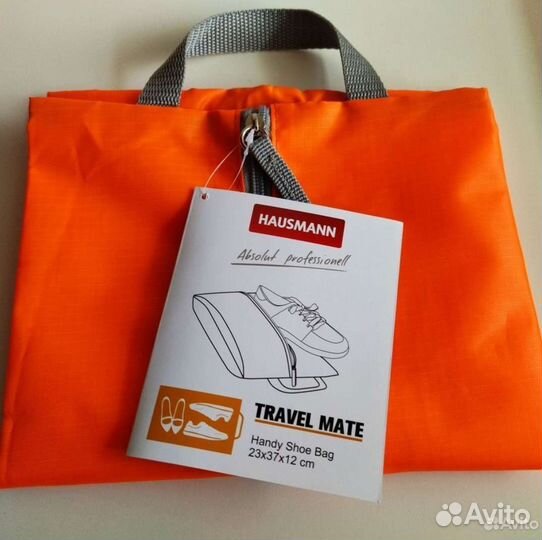 HAUSMANN
Absolut professionell
TRAVEL MATE
Handy Shoe Bag
23x37x12 cm
Avito